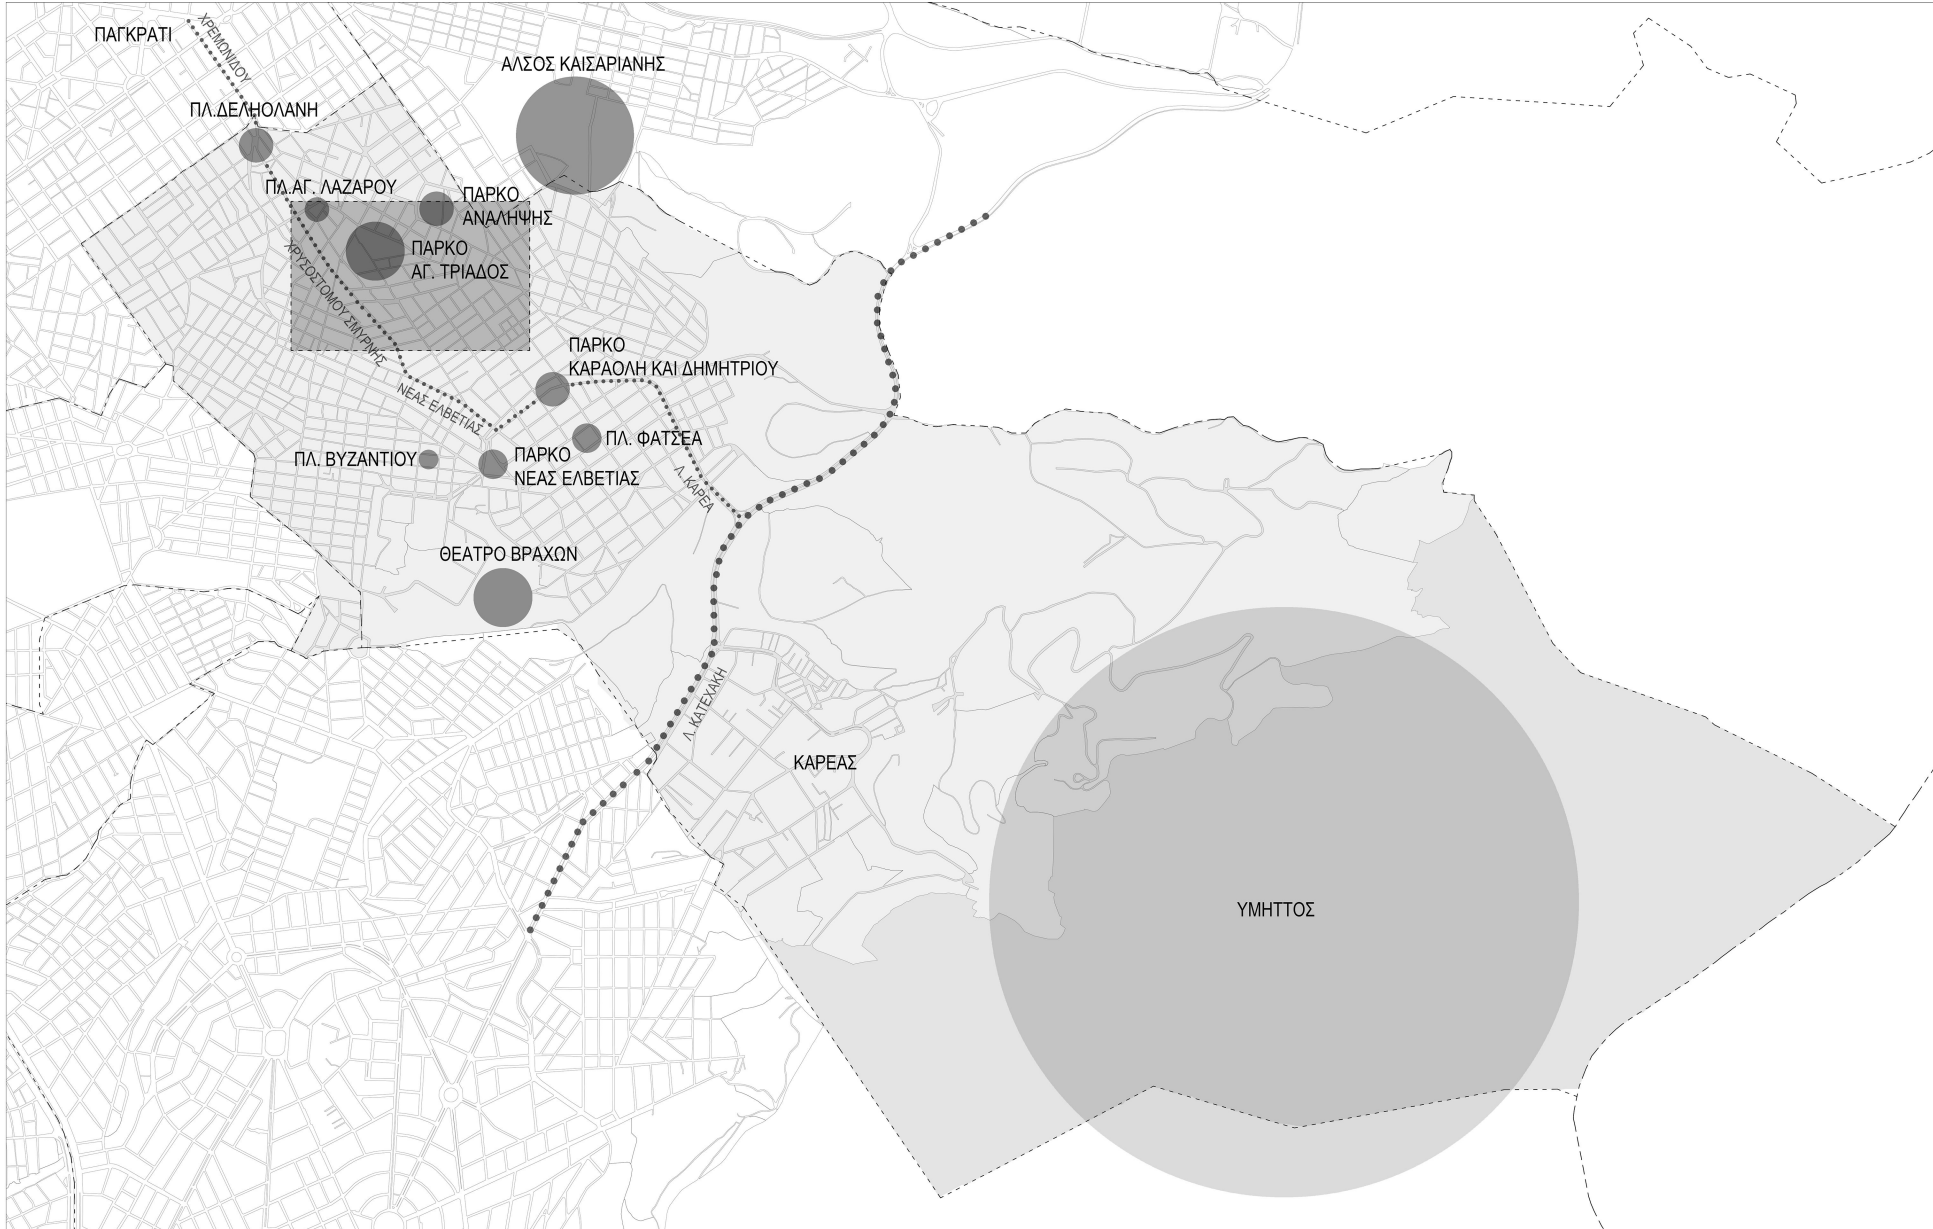 ΠΑΓΚΡΑΤΙ
ΧΡΕΜΩΝΙΔΟΥ
ΑΛΣΟΣ ΚΑΙΣΑΡΙΑΝΗΣ
ΠΛ.ΔΕΛΗΟΛΑΝΗ
ΠΛ.ΑΓ. ΛΑΖΑΡΟΥ
ΠΑΡΚΟ
ΑΝΑΛΗΨΗΣ
ΠΑΡΚΟ
ΑΓ. ΤΡΙΑΔΟΣ
ΧΡΥΣΟΣΤΟΜΟΥ ΣΜΥΡΝΗΣ
ΠΑΡΚΟ
ΚΑΡΑΟΛΗ ΚΑΙ ΔΗΜΗΤΡΙΟΥ
ΝΕΑΣ ΕΛΒΕΤΙΑΣ
ΠΛ. ΦΑΤΣΕΑ
ΠΛ. ΒΥΖΑΝΤΙΟΥ
ΠΑΡΚΟ
ΝΕΑΣ ΕΛΒΕΤΙΑΣ
Λ. ΚΑΡΕΑ
ΘΕΑΤΡΟ ΒΡΑΧΩΝ
Λ. ΚΑΤΕΧΑΚΗ
ΚΑΡΕΑΣ
ΥΜΗΤΤΟΣ